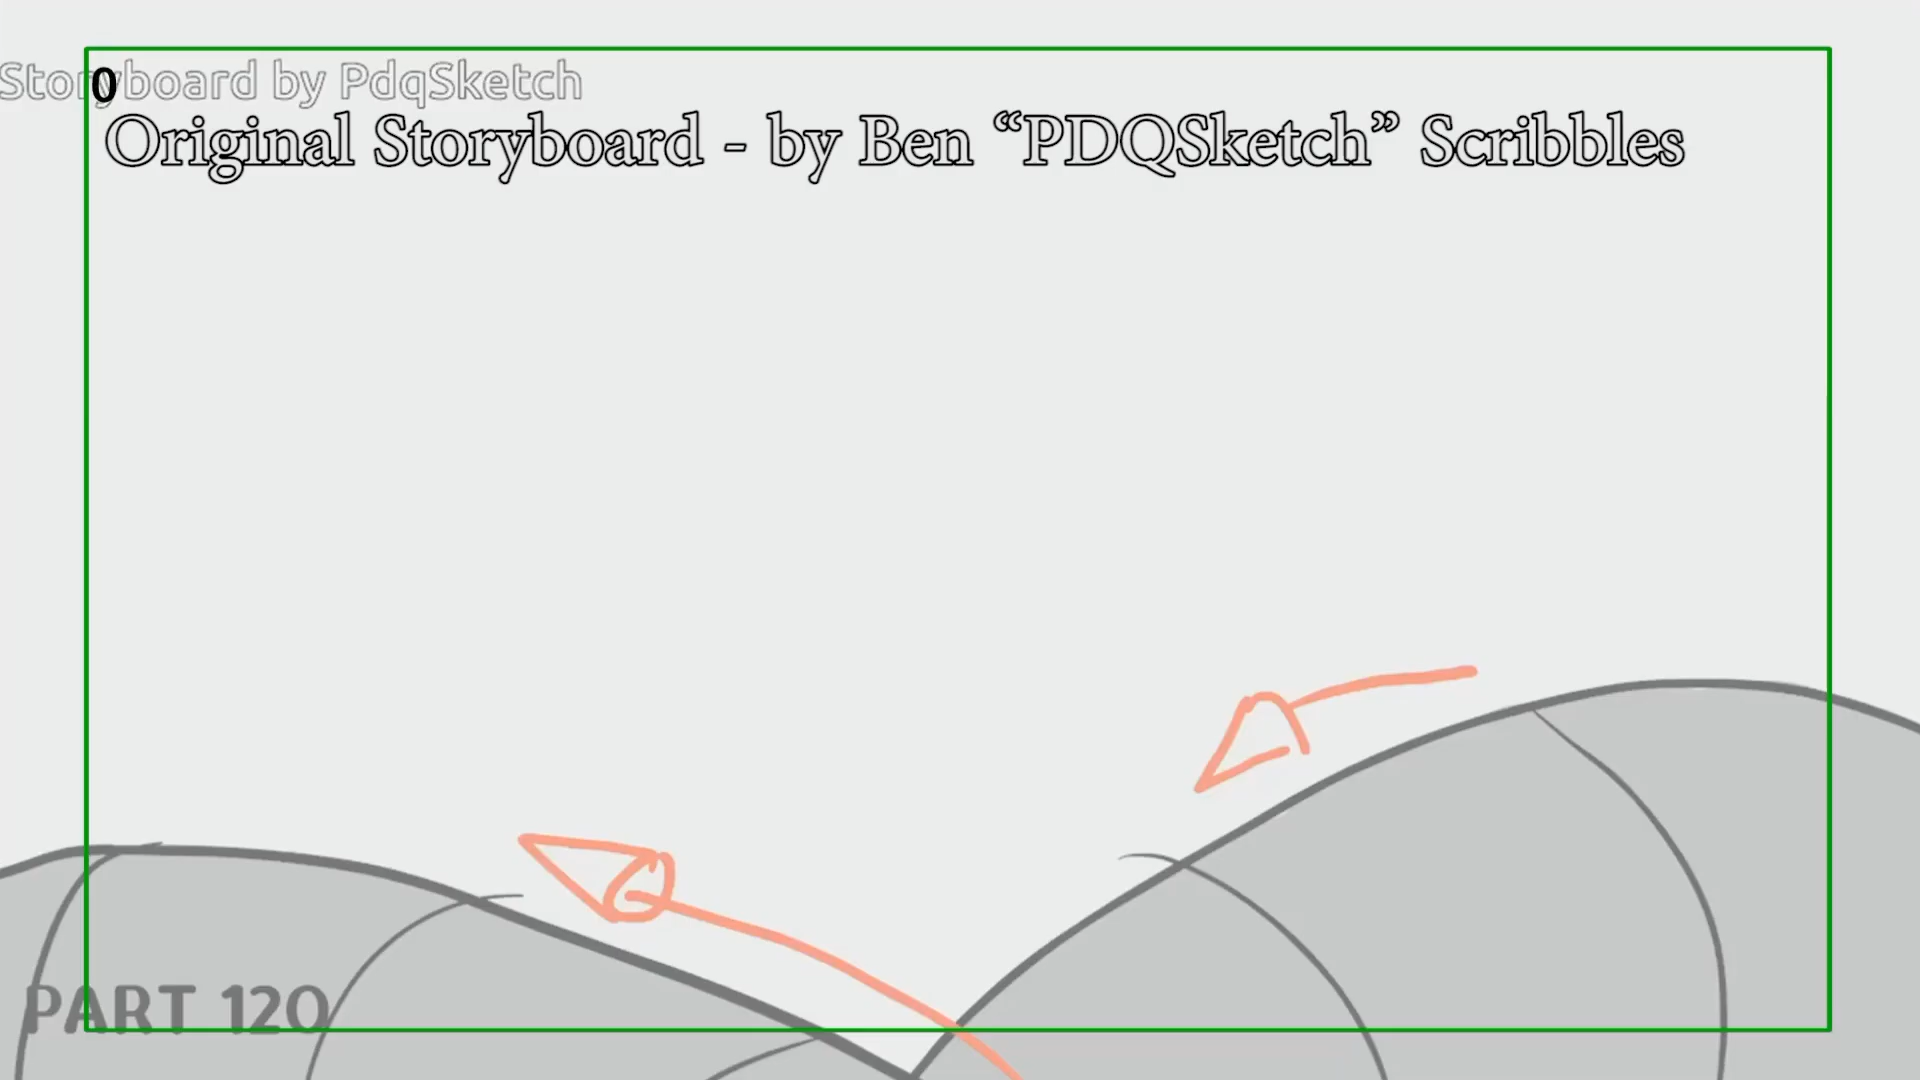 Storyboard by PdqSketch
0
Original Storyboard - by Ben “PDQSketch” Scribbles
PART 120